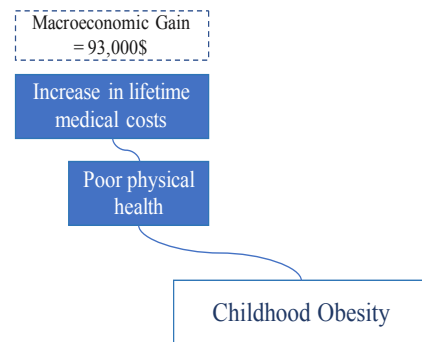 Macroeconomic Gain
= 93,000$
Increase in lifetime
medical costs
Poor physical
health
Childhood Obesity